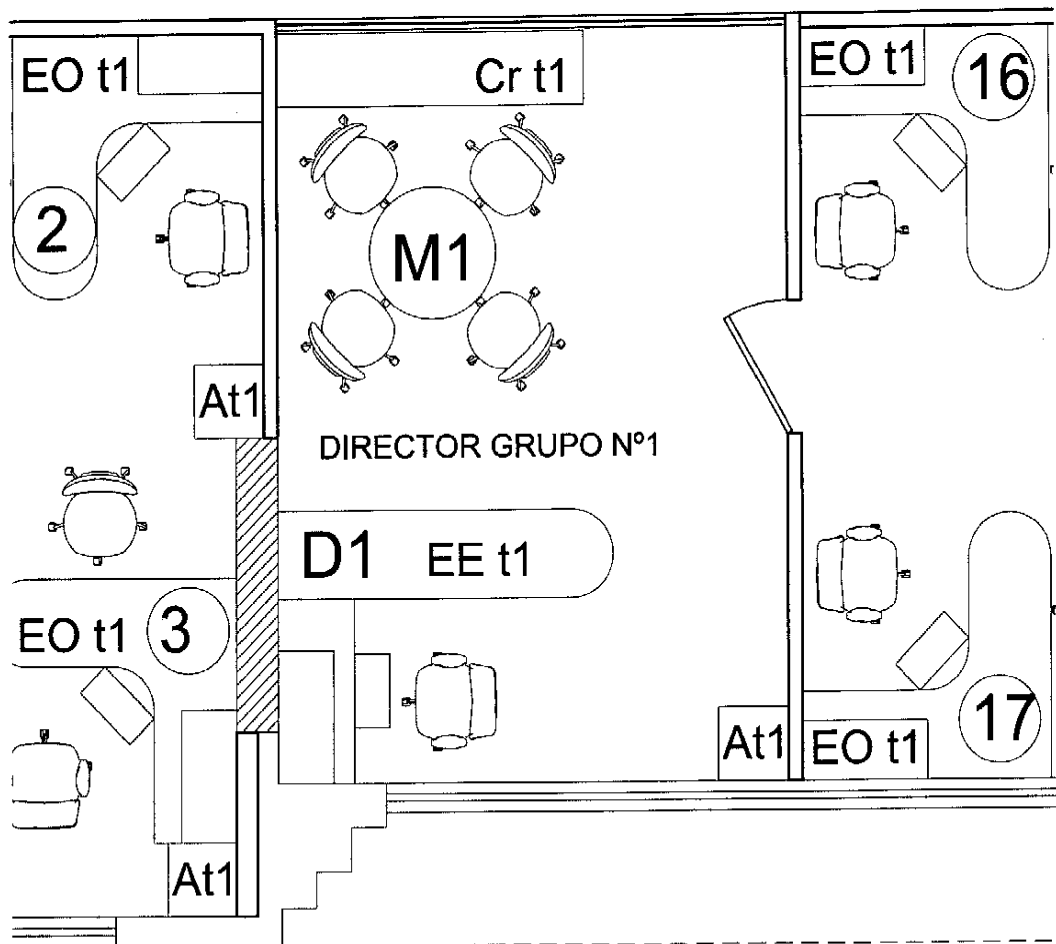 EO t1
Cr t1
EO t1
16
2
M1
At1
DIRECTOR GRUPO Nº1
D1 EE t1
EO t1 3
17
At1
EO t1
At1